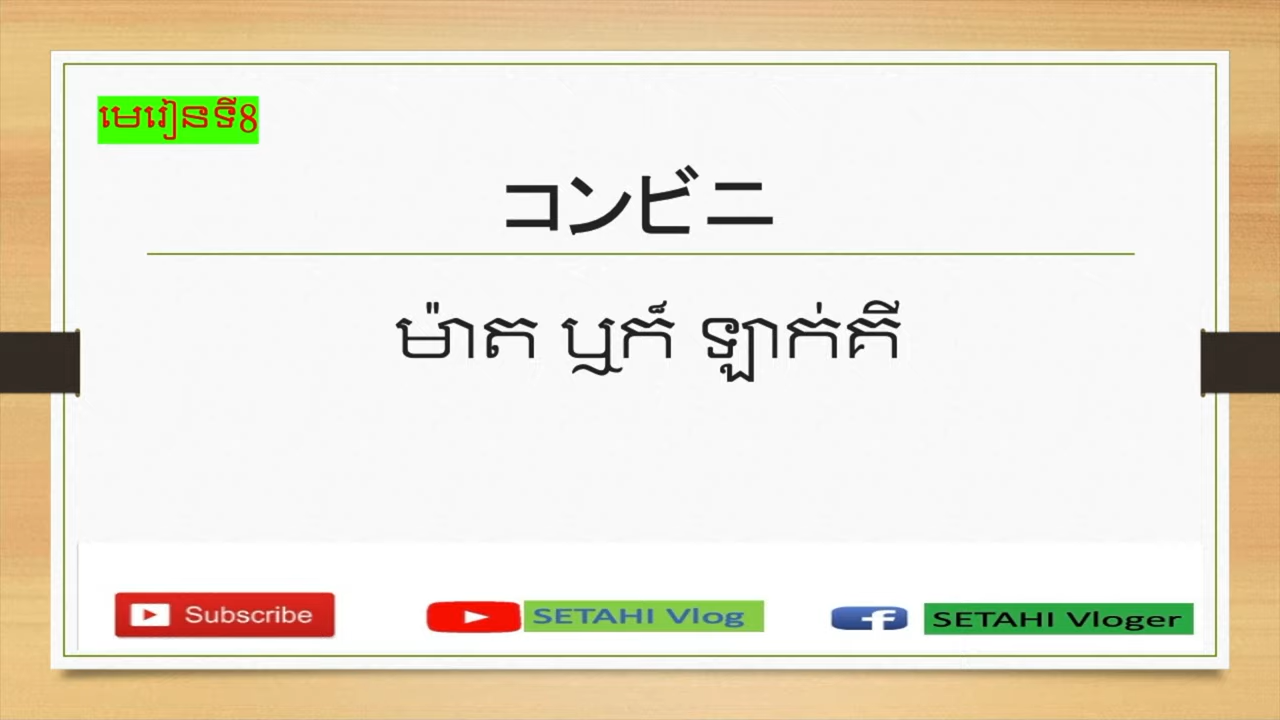 មេរៀនទី8
コンビニ
ម៉ាត ឬក៏ ឡាក់គី
Subscribe
SETAHI Vlog
f SETAHI Vloger